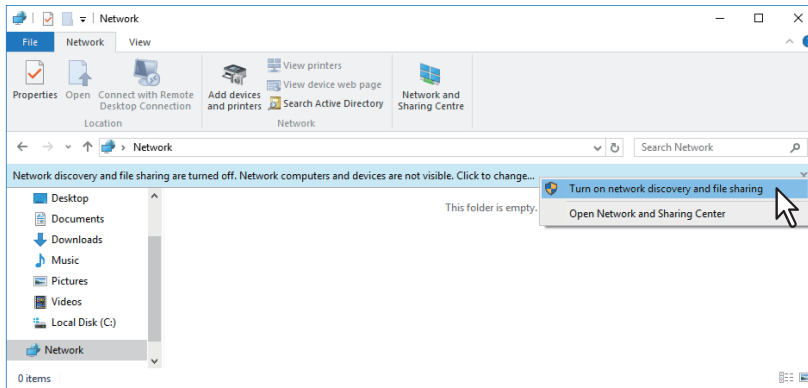 Network
File Network View
Properties Open Connect with Remote Desktop Connection
Location
Add devices and printers
View printers
View device web page
Search Active Directory
Network
Network and Sharing Centre
Network
Search Network
Network discovery and file sharing are turned off. Network computers and devices are not visible. Click to change...
Turn on network discovery and file sharing
Open Network and Sharing Center
This folder is empty.
Desktop
Documents
Downloads
Music
Pictures
Videos
Local Disk (C:)
Network
0 items